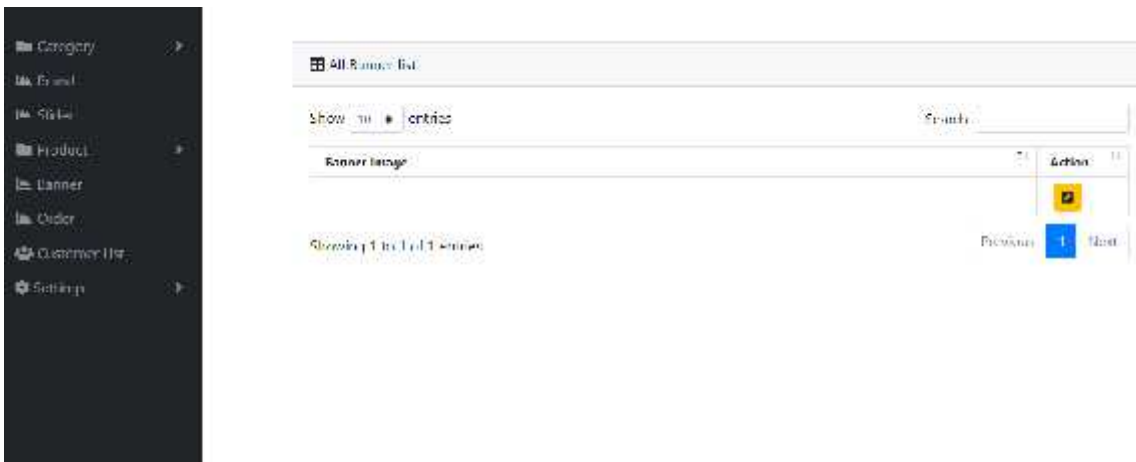 Category
Brand
Slider
Product
Banner
Order
Customer List
Settings
All Banner list
Show 10 entries
Search
Banner Image
Action
Showing 1 to 1 of 1 entries
Previous 1 Next